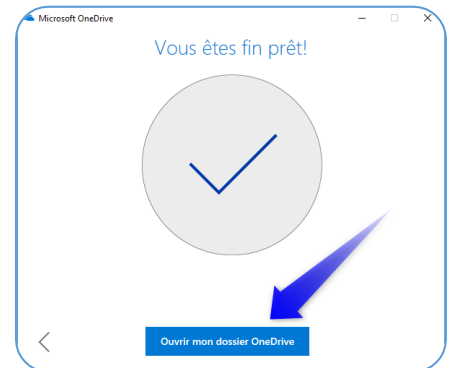 Microsoft OneDrive
Vous êtes fin prêt!
Ouvrir mon dossier OneDrive